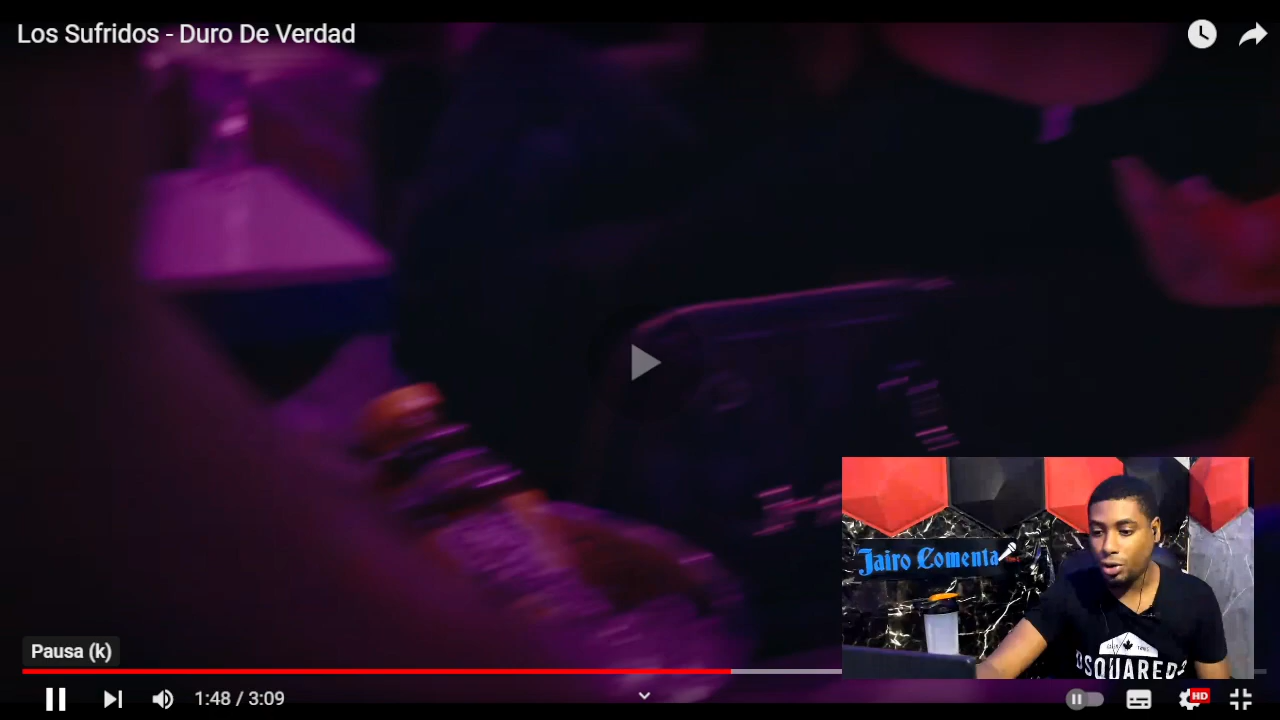 Los Sufridos - Duro De Verdad
Jairo Comenta
DSQUARED2
Pausa (k)
1:48 / 3:09
HD